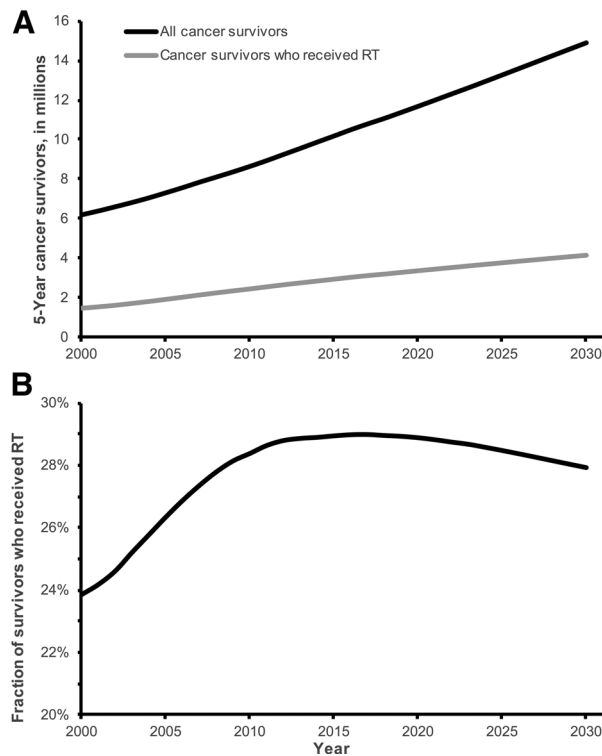 A
16
14
12
10
8
6
4
2
0
5-Year cancer survivors, in millions
All cancer survivors
Cancer survivors who received RT
2000 2005 2010 2015 2020 2025 2030
B
30%
28%
26%
24%
22%
20%
Fraction of survivors who received RT
2000 2005 2010 2015 2020 2025 2030
Year